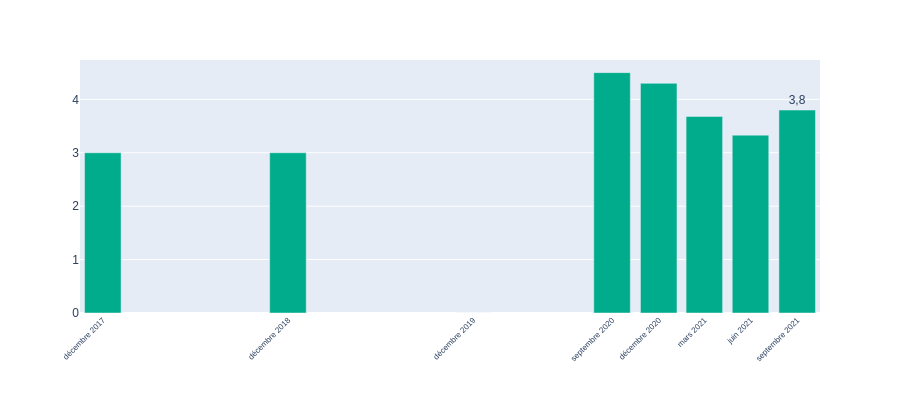 4
3
2
1
0
3,8
décembre 2017
décembre 2018
décembre 2019
septembre 2020
décembre 2020
mars 2021
juin 2021
septembre 2021